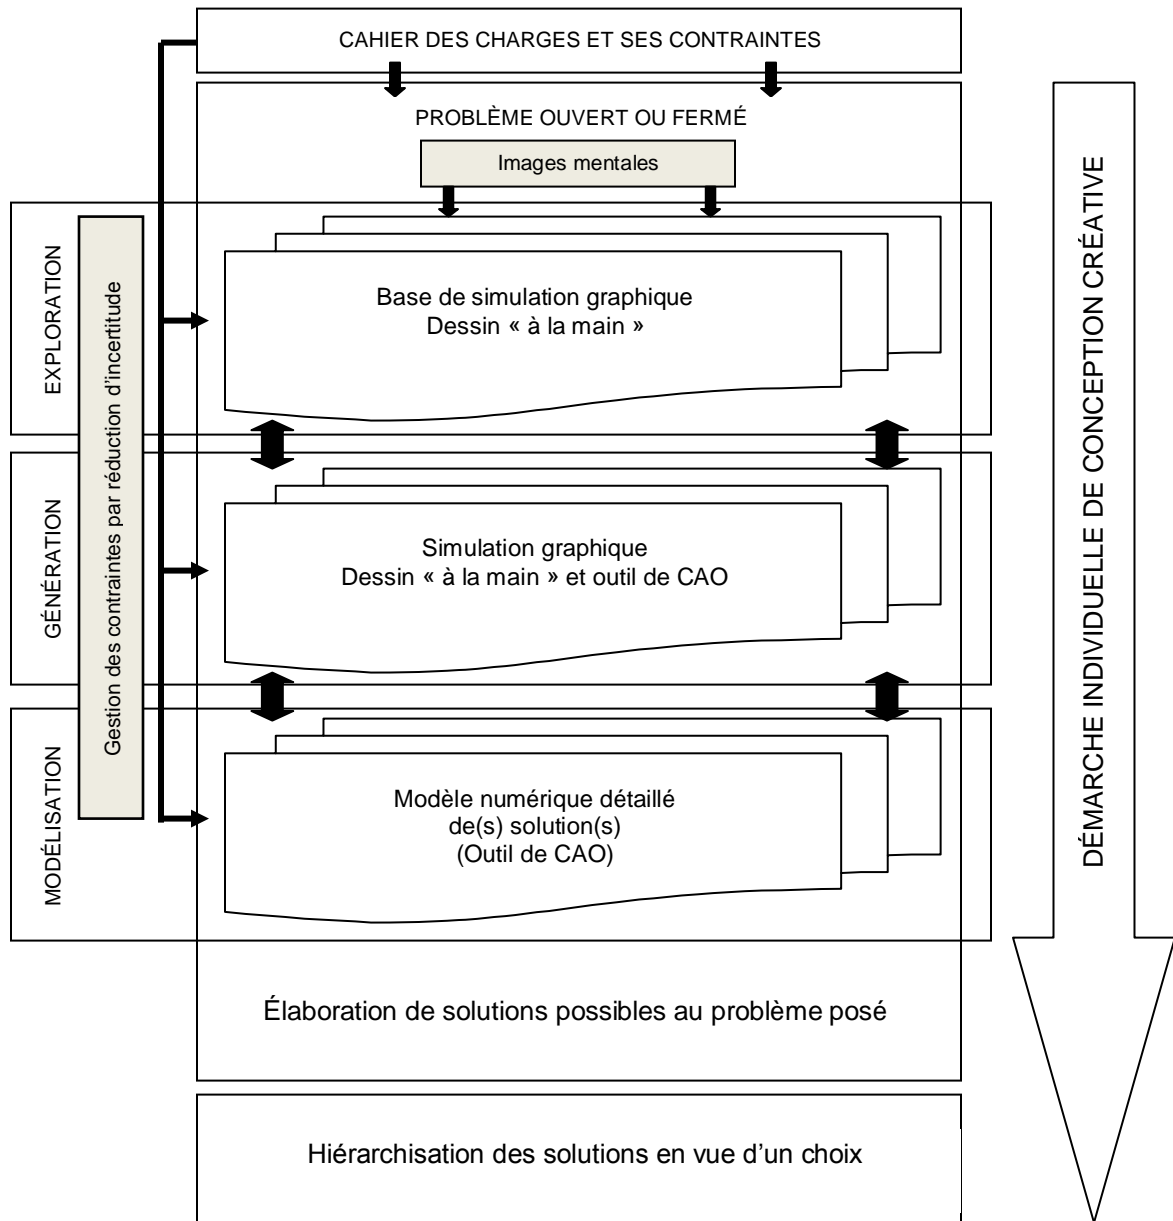 CAHIER DES CHARGES ET SES CONTRAINTES
PROBLÈME OUVERT OU FERMÉ
Images mentales
EXPLORATION
Gestion des contraintes par réduction d'incertitude
Base de simulation graphique
Dessin « à la main »
GÉNÉRATION
Simulation graphique
Dessin « à la main » et outil de CAO
MODÉLISATION
Modèle numérique détaillé
de(s) solution(s)
(Outil de CAO)
Élaboration de solutions possibles au problème posé
Hiérarchisation des solutions en vue d'un choix
DÉMARCHE INDIVIDUELLE DE CONCEPTION CRÉATIVE